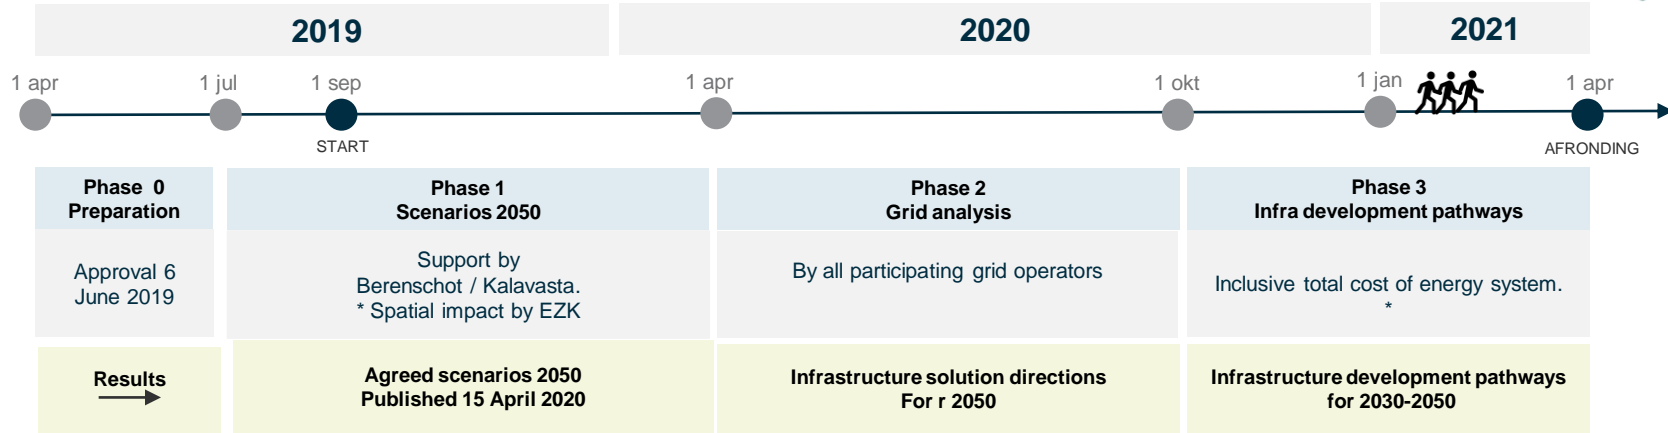 2019
2020
2021
1 apr
1 jul
1 sep
1 apr
1 okt
1 jan
1 apr
START
AFRONDING
Phase 0
Preparation
Phase 1
Scenarios 2050
Phase 2
Grid analysis
Phase 3
Infra development pathways
Approval 6
June 2019
Support by
Berenschot / Kalavasta.
* Spatial impact by EZK
By all participating grid operators
Inclusive total cost of energy system.
*
Results
Agreed scenarios 2050
Published 15 April 2020
Infrastructure solution directions
For r 2050
Infrastructure development pathways
for 2030-2050